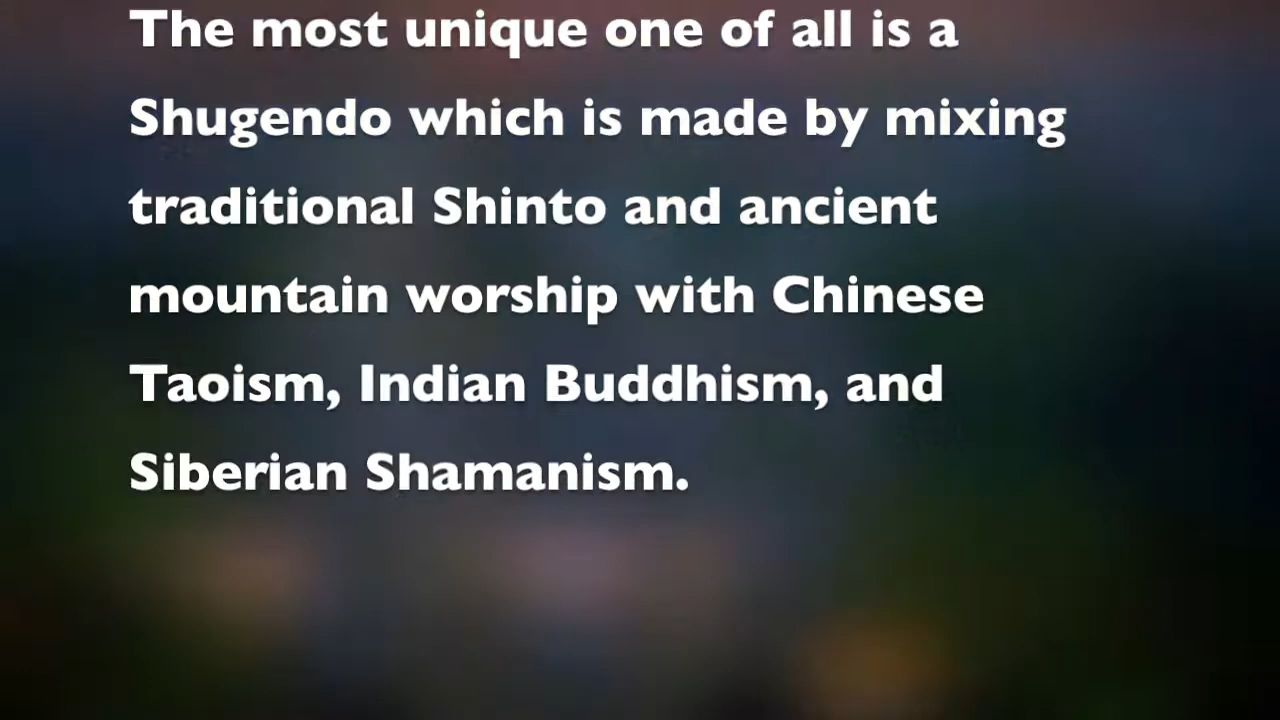 The most unique one of all is a
Shugendo which is made by mixing
traditional Shinto and ancient
mountain worship with Chinese
Taoism, Indian Buddhism, and
Siberian Shamanism.